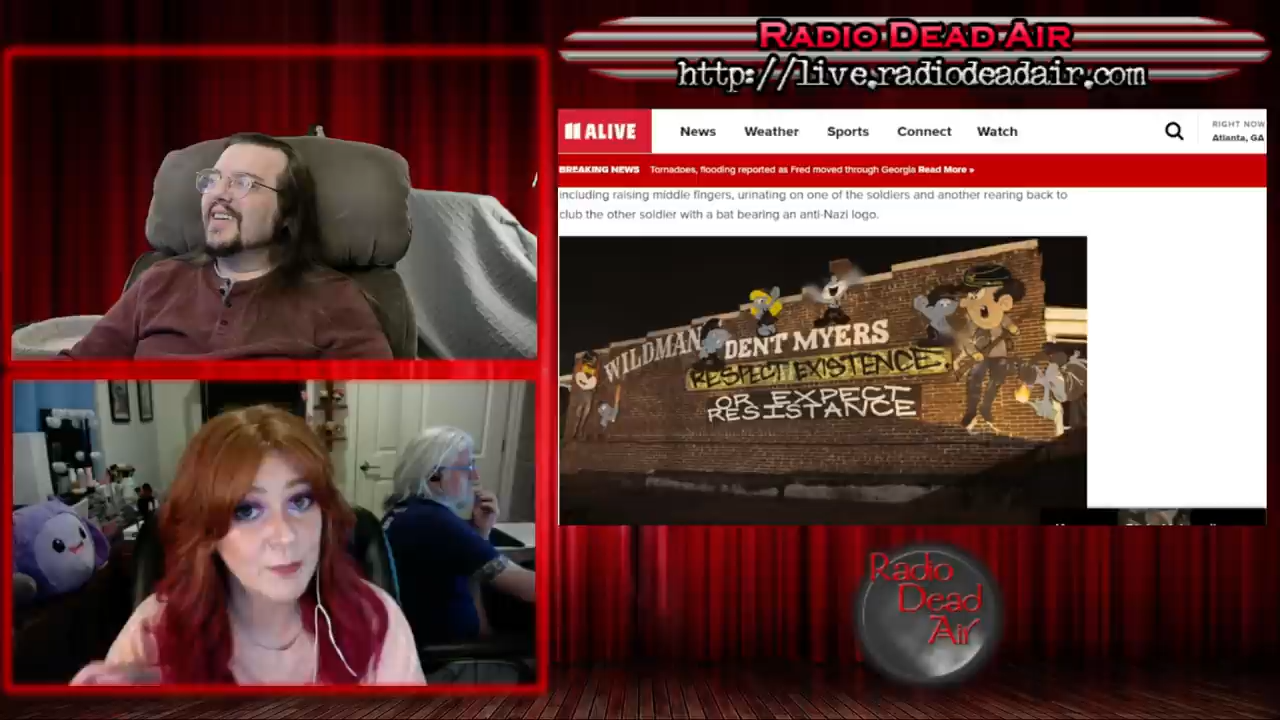 RADIO DEAD AIR
http://live.radiodeadair.com
11 ALIVE
News Weather Sports Connect Watch
RIGHT NOW
Atlanta, GA
BREAKING NEWS Tornadoes, flooding reported as Fred moved through Georgia Read More »
including raising middle fingers, urinating on one of the soldiers and another rearing back to
club the other soldier with a bat bearing an anti-Nazi logo.
WILDMAN DENT MYERS
RESPECT EXISTENCE.
OR EXPECT
RESISTANCE
Radio
Dead
Air